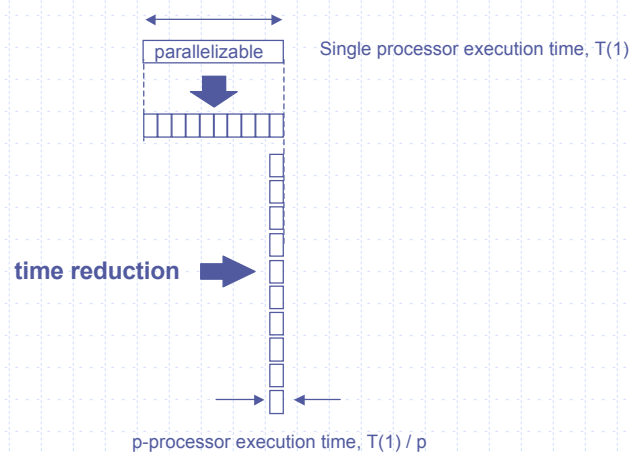 parallelizable
Single processor execution time, T(1)
time reduction
p-processor execution time, T(1) / p